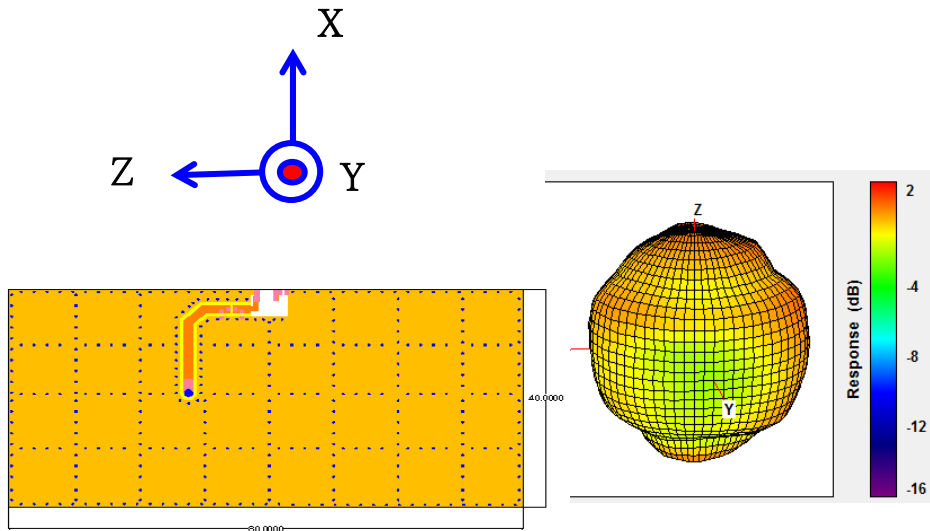 X
Z
Y
Z
Y
2
-4
-8
-12
-16
Response (dB)
40.0000
80.0000